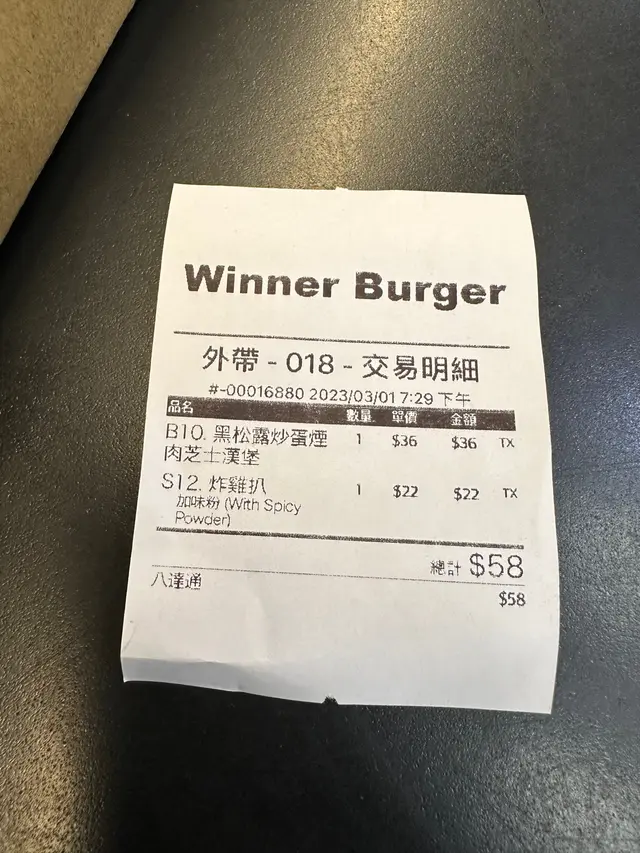 Winner Burger
外帶 - 018 - 交易明細
#-00016880 2023/03/01 7:29 下午
品名 數量 單價 金額
B10. 黑松露炒蛋煙 1 $36 $36 TX
肉芝士漢堡
S12. 炸雞扒 1 $22 $22 TX
加味粉 (With Spicy
Powder)
總計 $58
八達通 $58